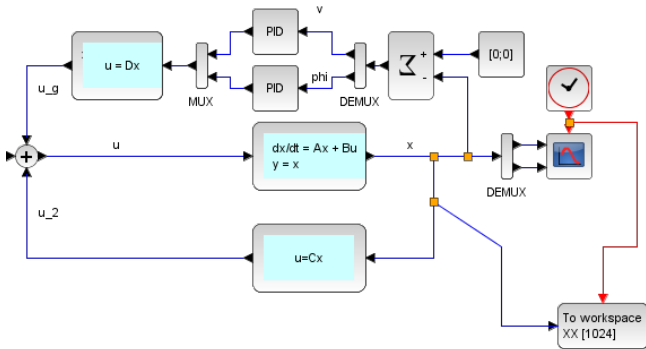 v
PID
u = Dx
Σ
+
-
[0;0]
phi
PID
u_g
MUX
DEMUX
+
u
dx/dt = Ax + Bu
y = x
x
DEMUX
u_2
u=Cx
To workspace
XX [1024]